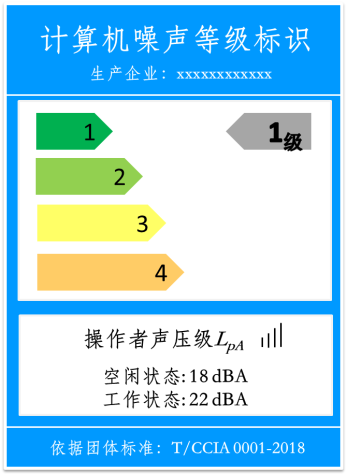 计算机噪声等级标识
生产企业：xxxxxxxxxxxx
1
1级
2
3
4
操作者声压级LpA
空闲状态: 18 dBA
工作状态: 22 dBA
依据团体标准：T/CCIA 0001-2018